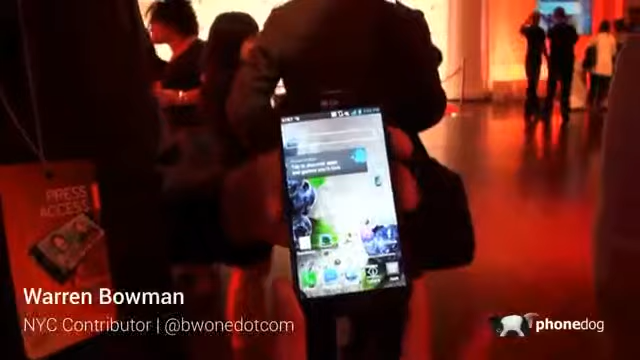 PRESS
ACCESS
Warren Bowman
NYC Contributor | @bwonedotcom
phonedog